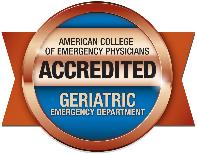 AMERICAN COLLEGE
OF EMERGENCY PHYSICIANS
ACCREDITED
GERIATRIC
EMERGENCY DEPARTMENT